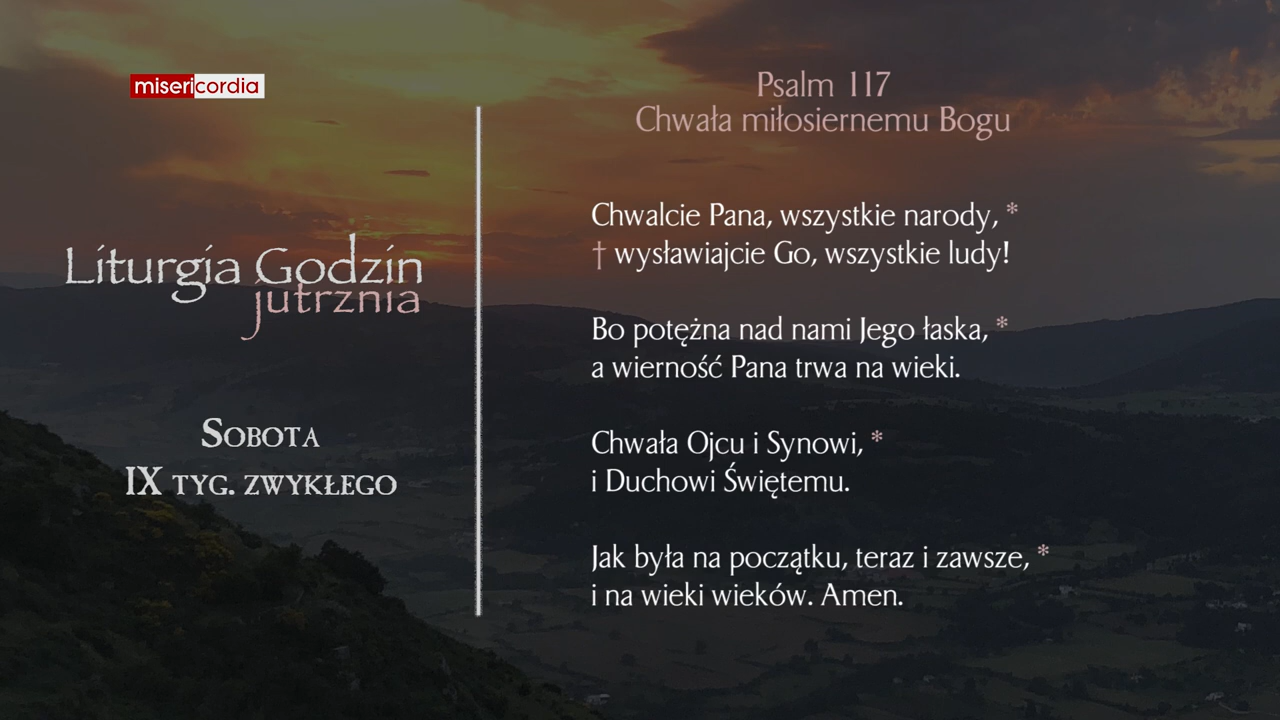 misericordia
Liturgia Godzin
jutrznia
Sobota
IX tyg. zwykłego
Psalm 117
Chwała miłosiernemu Bogu
Chwalcie Pana, wszystkie narody, *
† wysławiajcie Go, wszystkie ludy!
Bo potężna nad nami Jego łaska, *
a wierność Pana trwa na wieki.
Chwała Ojcu i Synowi, *
i Duchowi Świętemu.
Jak była na początku, teraz i zawsze, *
i na wieki wieków. Amen.